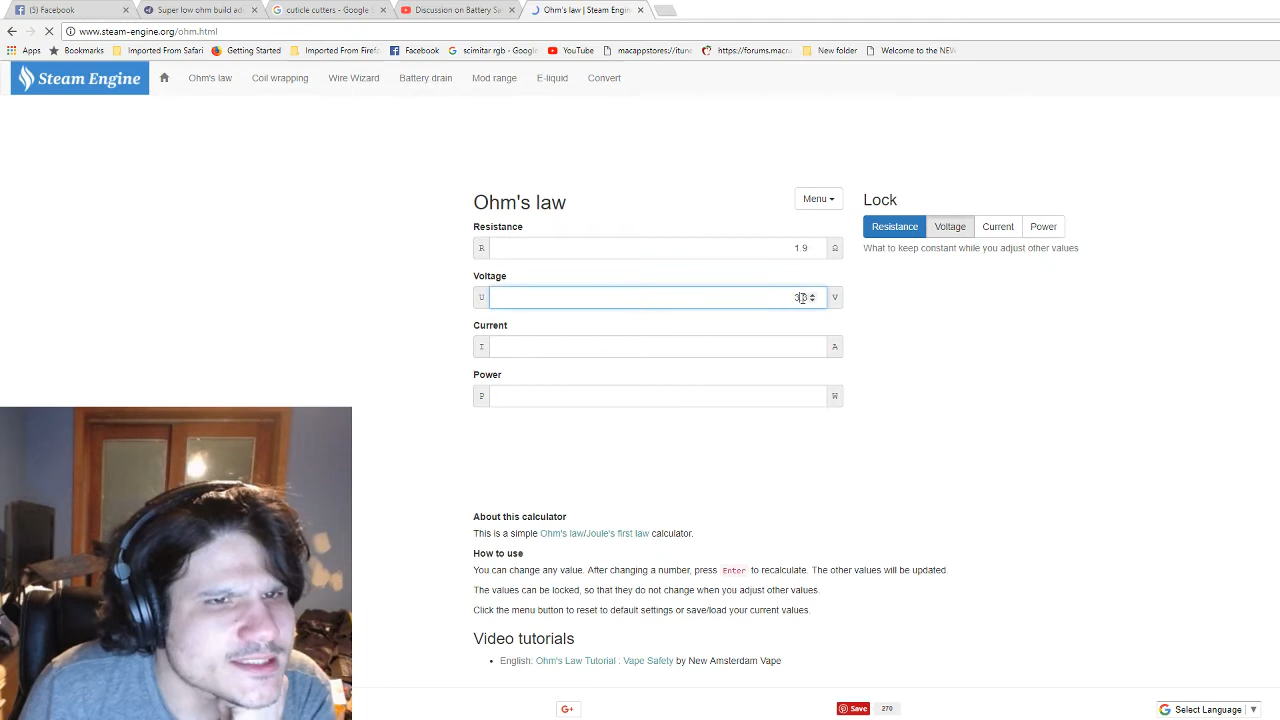 (5) Facebook
Super low ohm build ad
cuticle cutters - Google S
Discussion on Battery Sa
Ohm's law | Steam Engin
www.steam-engine.org/ohm.html
Apps
Bookmarks
Imported From Safari
Getting Started
Imported From Firef
Facebook
scimitar rgb - Google
YouTube
macappstores://itun
https://forums.macru
New folder
Welcome to the NEW
Steam Engine
Ohm's law
Coil wrapping
Wire Wizard
Battery drain
Mod range
E-liquid
Convert
Ohm's law
Menu
Lock
Resistance
R
1.9
Ω
Resistance
Voltage
Current
Power
What to keep constant while you adjust other values
Voltage
U
V
Current
I
A
Power
P
W
About this calculator
This is a simple Ohm's law/Joule's first law calculator.
How to use
You can change any value. After changing a number, press Enter to recalculate. The other values will be updated.
The values can be locked, so that they do not change when you adjust other values.
Click the menu button to reset to default settings or save/load your current values.
Video tutorials
English: Ohm's Law Tutorial : Vape Safety by New Amsterdam Vape
G+
Save
270
G Select Language